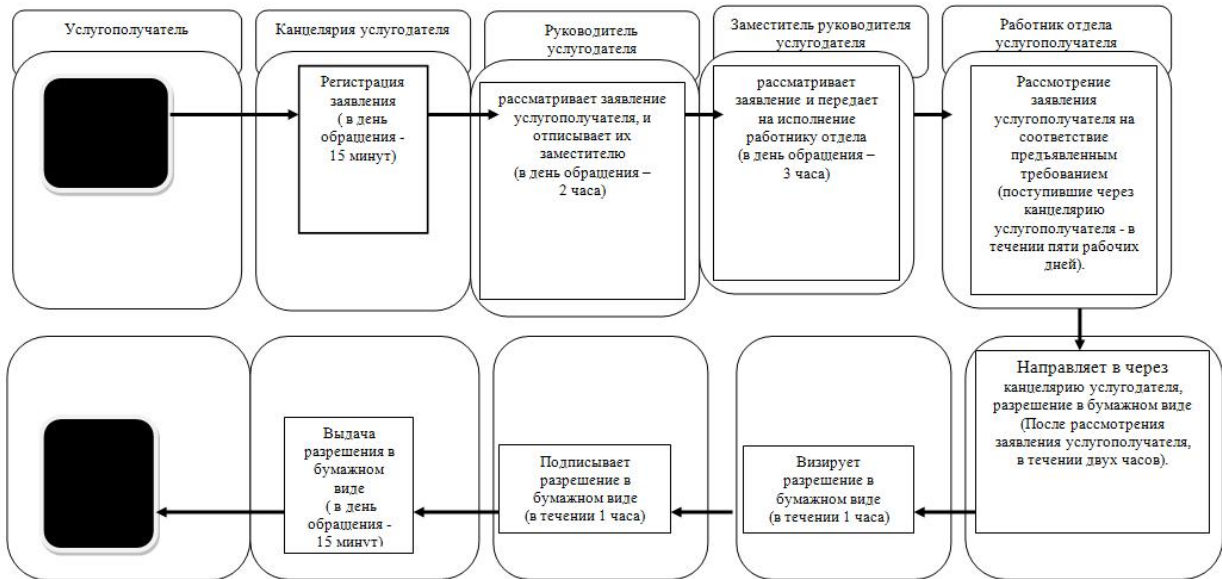 Услугополучатель
Канцелярия услугодателя
Руководитель
услугодателя
Заместитель руководителя
услугодателя
Работник отдела
услугополучателя
Регистрация
заявления
( в день
обращения -
15 минут)
рассматривает заявление
услугополучателя, и
отписывает их
заместителю
(в день обращения –
2 часа)
рассматривает
заявление и передает
на исполнение
работнику отдела
(в день обращения –
3 часа)
Рассмотрение
заявления
услугополучателя на
соответствие
предъявленным
требованием
(поступившие через
канцелярию
услугополучателя - в
течении пяти рабочих
дней).
Выдача
разрешения в
бумажном
виде
( в день
обращения -
15 минут)
Подписывает
разрешение в
бумажном виде
(в течении 1 часа)
Визирует
разрешение в
бумажном виде
(в течении 1 часа)
Направляет в через
канцелярию услугодателя,
разрешение в бумажном виде
(После рассмотрения
заявления услугополучателя,
в течении двух часов).